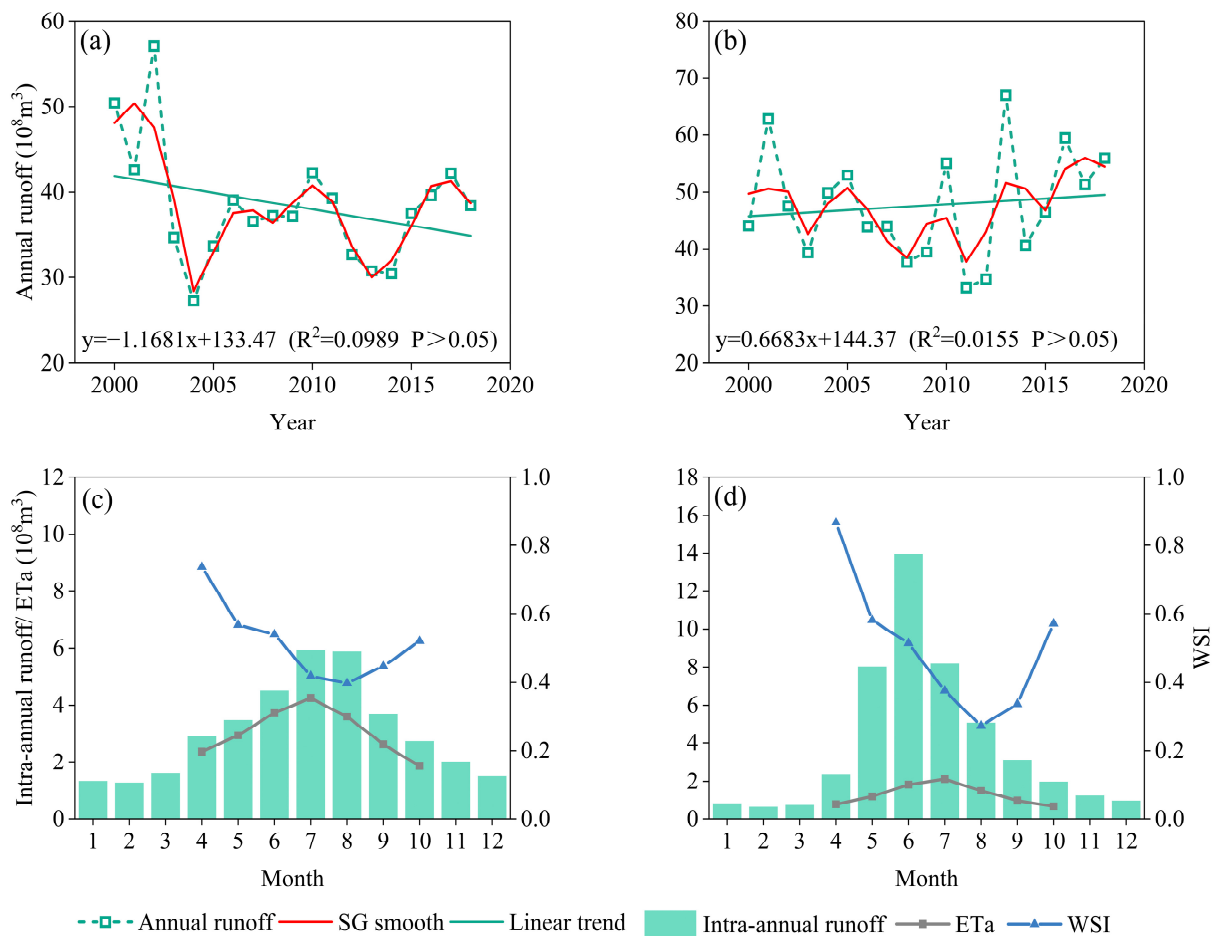 (a)
60
50
40
30
20
Annual runoff (10⁸m³)
y=−1.1681x+133.47 (R²=0.0989 P>0.05)
2000 2005 2010 2015 2020
Year
(b)
80
70
60
50
40
30
20
y=0.6683x+144.37 (R²=0.0155 P>0.05)
2000 2005 2010 2015 2020
Year
(c)
12
10
8
6
4
2
0
Intra-annual runoff/ ETa (10⁸m³)
1.0
0.8
0.6
0.4
0.2
0.0
1 2 3 4 5 6 7 8 9 10 11 12
Month
(d)
18
16
14
12
10
8
6
4
2
0
1.0
0.8
0.6
0.4
0.2
0.0
WSI
1 2 3 4 5 6 7 8 9 10 11 12
Month
Annual runoff SG smooth Linear trend Intra-annual runoff ETa WSI